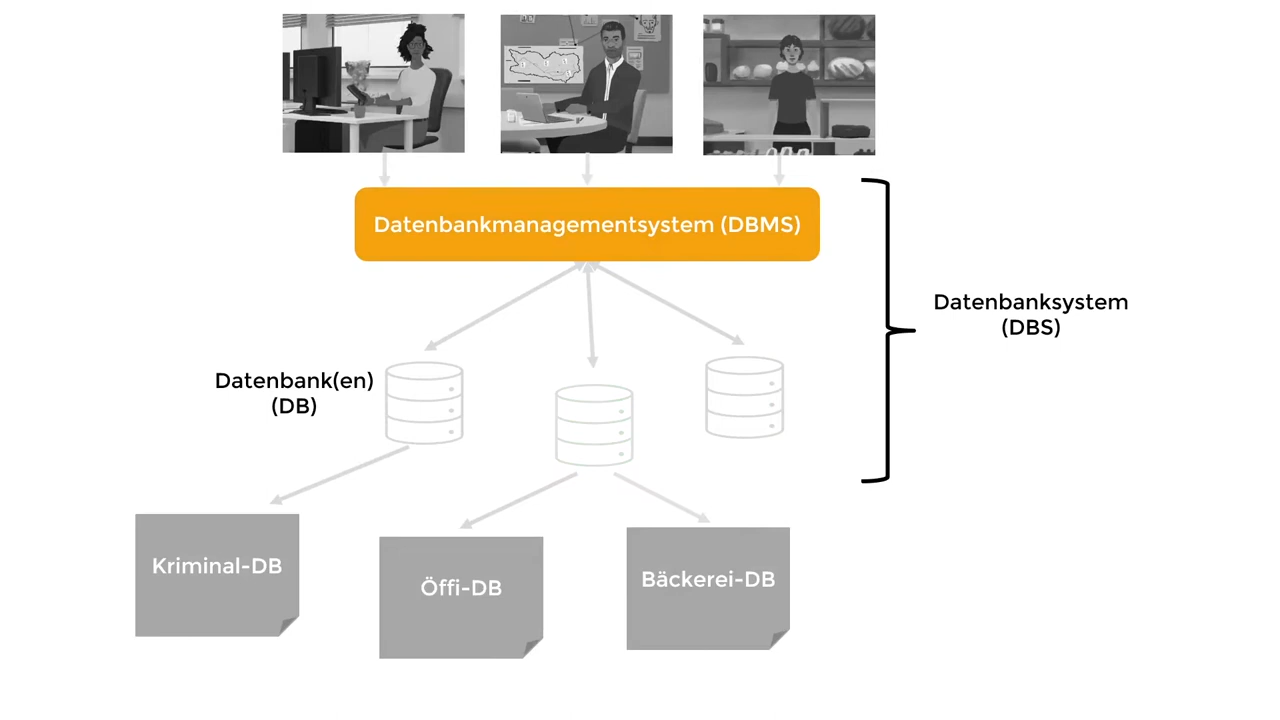 Datenbankmanagementsystem (DBMS)
Datenbanksystem
(DBS)
Datenbank(en)
(DB)
Kriminal-DB
Öffi-DB
Bäckerei-DB